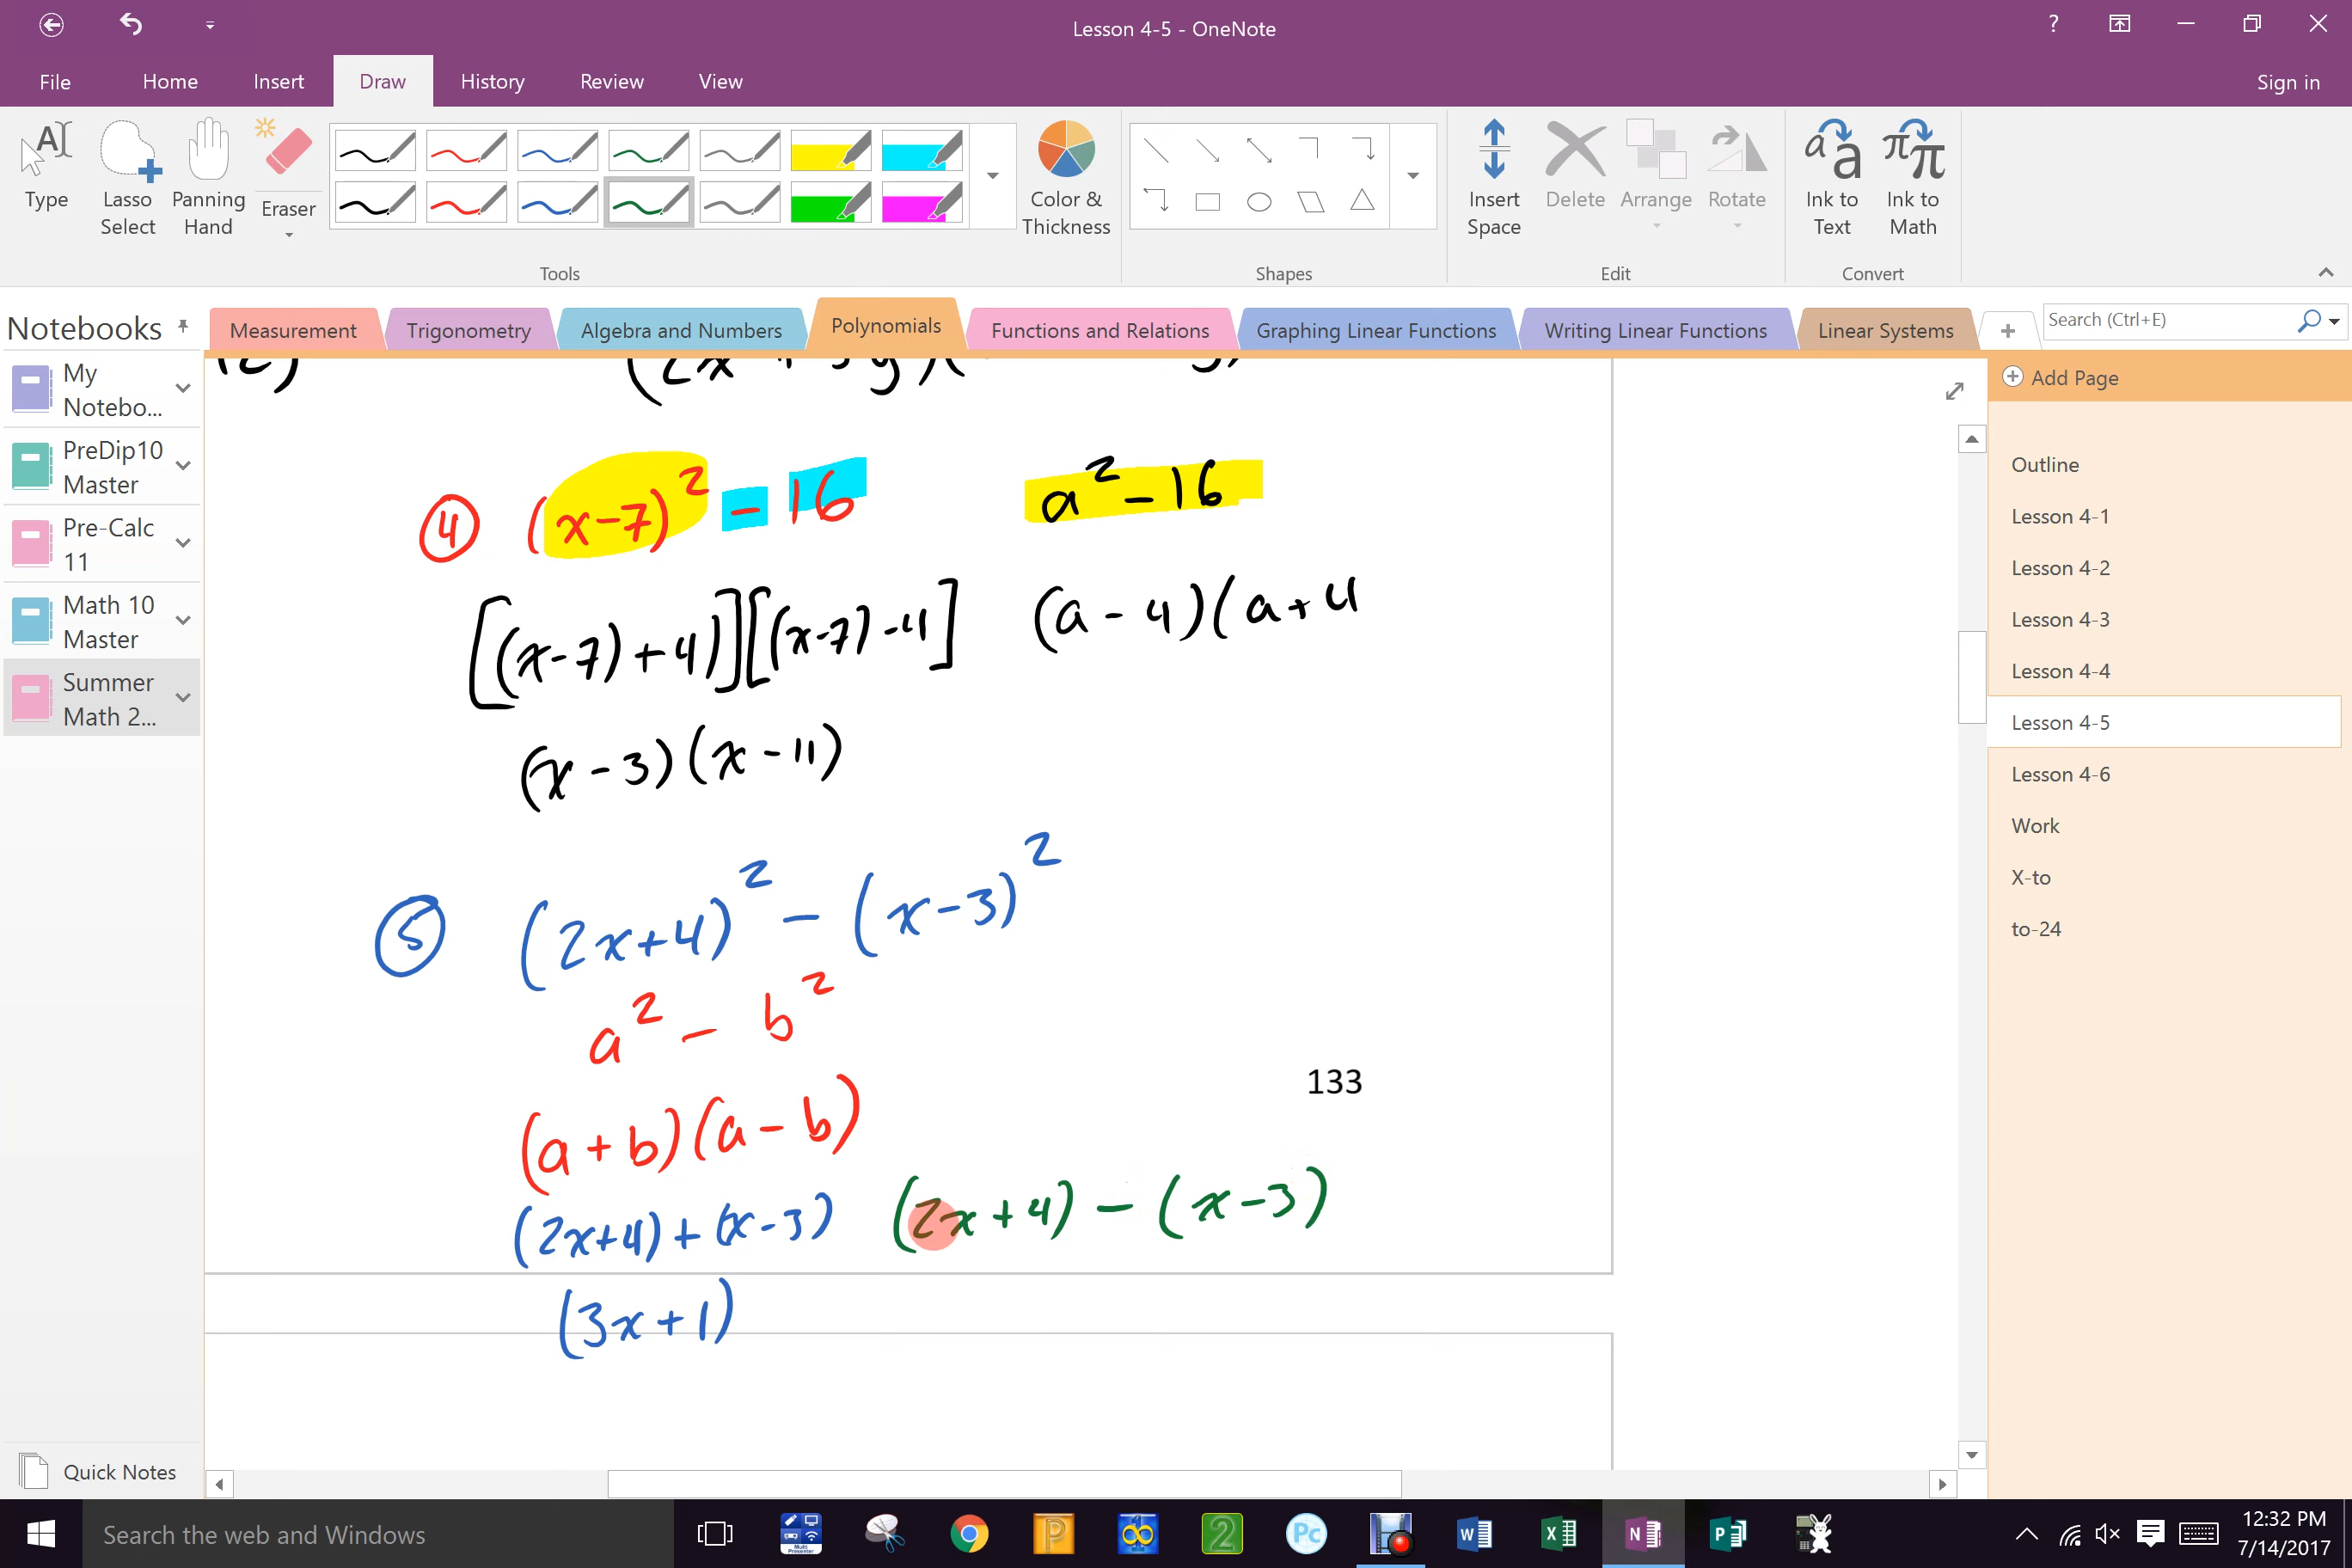 Lesson 4-5 - OneNote
?
File Home Insert Draw History Review View Sign in
Type
Lasso Select
Panning Hand
Eraser
Color & Thickness
Insert Space
Delete
Arrange
Rotate
Ink to Text
Ink to Math
Tools Shapes Edit Convert
Notebooks
Measurement Trigonometry Algebra and Numbers Polynomials Functions and Relations Graphing Linear Functions Writing Linear Functions Linear Systems + Search (Ctrl+E)
My Notebo...
PreDip10 Master
Pre-Calc 11
Math 10 Master
Summer Math 2...
Quick Notes
④ (x-7)² - 16 a² - 16
[(x-7)+4)][(x-7)-4] (a - 4)(a+4
(x - 3)(x - 11)
⑤ (2x+4)² - (x-3)²
a² - b²
133
(a + b)(a - b)
(2x+4) + (x-3) (2x + 4) - (x-3)
(3x + 1)
Add Page
Outline
Lesson 4-1
Lesson 4-2
Lesson 4-3
Lesson 4-4
Lesson 4-5
Lesson 4-6
Work
X-to
to-24
Search the web and Windows
12:32 PM
7/14/2017